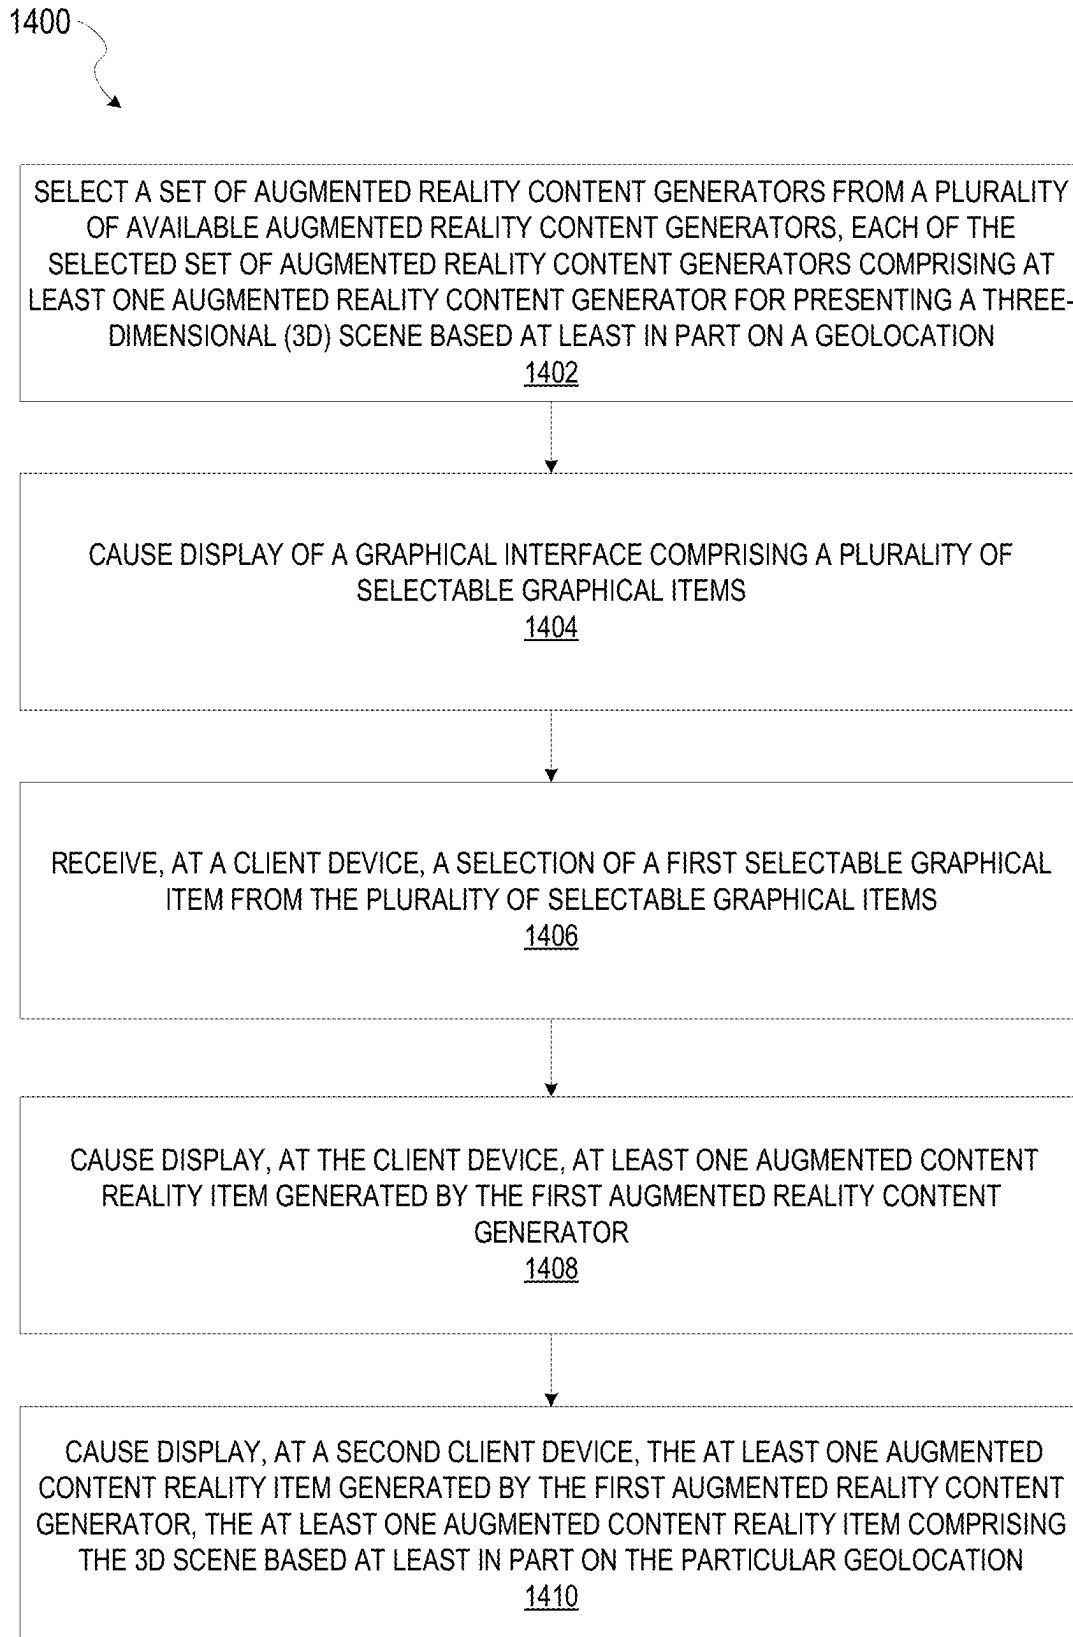 1400
SELECT A SET OF AUGMENTED REALITY CONTENT GENERATORS FROM A PLURALITY
OF AVAILABLE AUGMENTED REALITY CONTENT GENERATORS, EACH OF THE
SELECTED SET OF AUGMENTED REALITY CONTENT GENERATORS COMPRISING AT
LEAST ONE AUGMENTED REALITY CONTENT GENERATOR FOR PRESENTING A THREE-
DIMENSIONAL (3D) SCENE BASED AT LEAST IN PART ON A GEOLOCATION
1402
CAUSE DISPLAY OF A GRAPHICAL INTERFACE COMPRISING A PLURALITY OF
SELECTABLE GRAPHICAL ITEMS
1404
RECEIVE, AT A CLIENT DEVICE, A SELECTION OF A FIRST SELECTABLE GRAPHICAL
ITEM FROM THE PLURALITY OF SELECTABLE GRAPHICAL ITEMS
1406
CAUSE DISPLAY, AT THE CLIENT DEVICE, AT LEAST ONE AUGMENTED CONTENT
REALITY ITEM GENERATED BY THE FIRST AUGMENTED REALITY CONTENT
GENERATOR
1408
CAUSE DISPLAY, AT A SECOND CLIENT DEVICE, THE AT LEAST ONE AUGMENTED
CONTENT REALITY ITEM GENERATED BY THE FIRST AUGMENTED REALITY CONTENT
GENERATOR, THE AT LEAST ONE AUGMENTED CONTENT REALITY ITEM COMPRISING
THE 3D SCENE BASED AT LEAST IN PART ON THE PARTICULAR GEOLOCATION
1410